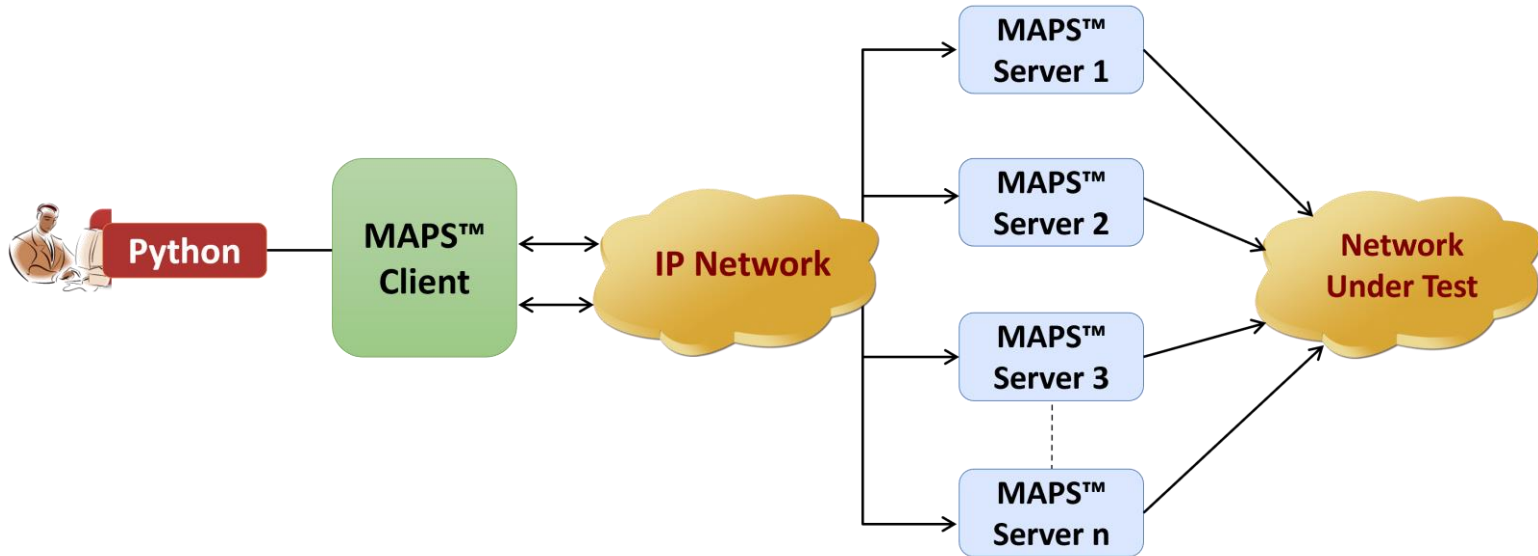 Python
MAPS™
Client
IP Network
MAPS™
Server 1
MAPS™
Server 2
MAPS™
Server 3
MAPS™
Server n
Network
Under Test